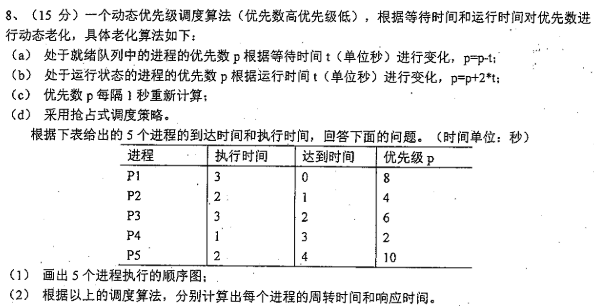 8、（15 分）一个动态优先级调度算法（优先数高优先级低），根据等待时间和运行时间对优先数进
行动态老化，具体老化算法如下：
（a） 处于就绪队列中的进程的优先数 p 根据等待时间 t（单位秒）进行变化，p=p-t;
（b） 处于运行状态的进程的优先数 p 根据运行时间 t（单位秒）进行变化，p=p+2*t;
（c） 优先数 p 每隔 1 秒重新计算；
（d） 采用抢占式调度策略。
根据下表给出的 5 个进程的到达时间和执行时间，回答下面的问题。（时间单位：秒）
进程 执行时间 达到时间 优先级 p
P1 3 0 8
P2 2 1 4
P3 3 2 6
P4 1 3 2
P5 2 4 10
（1） 画出 5 个进程执行的顺序图；
（2） 根据以上的调度算法，分别计算出每个进程的周转时间和响应时间。